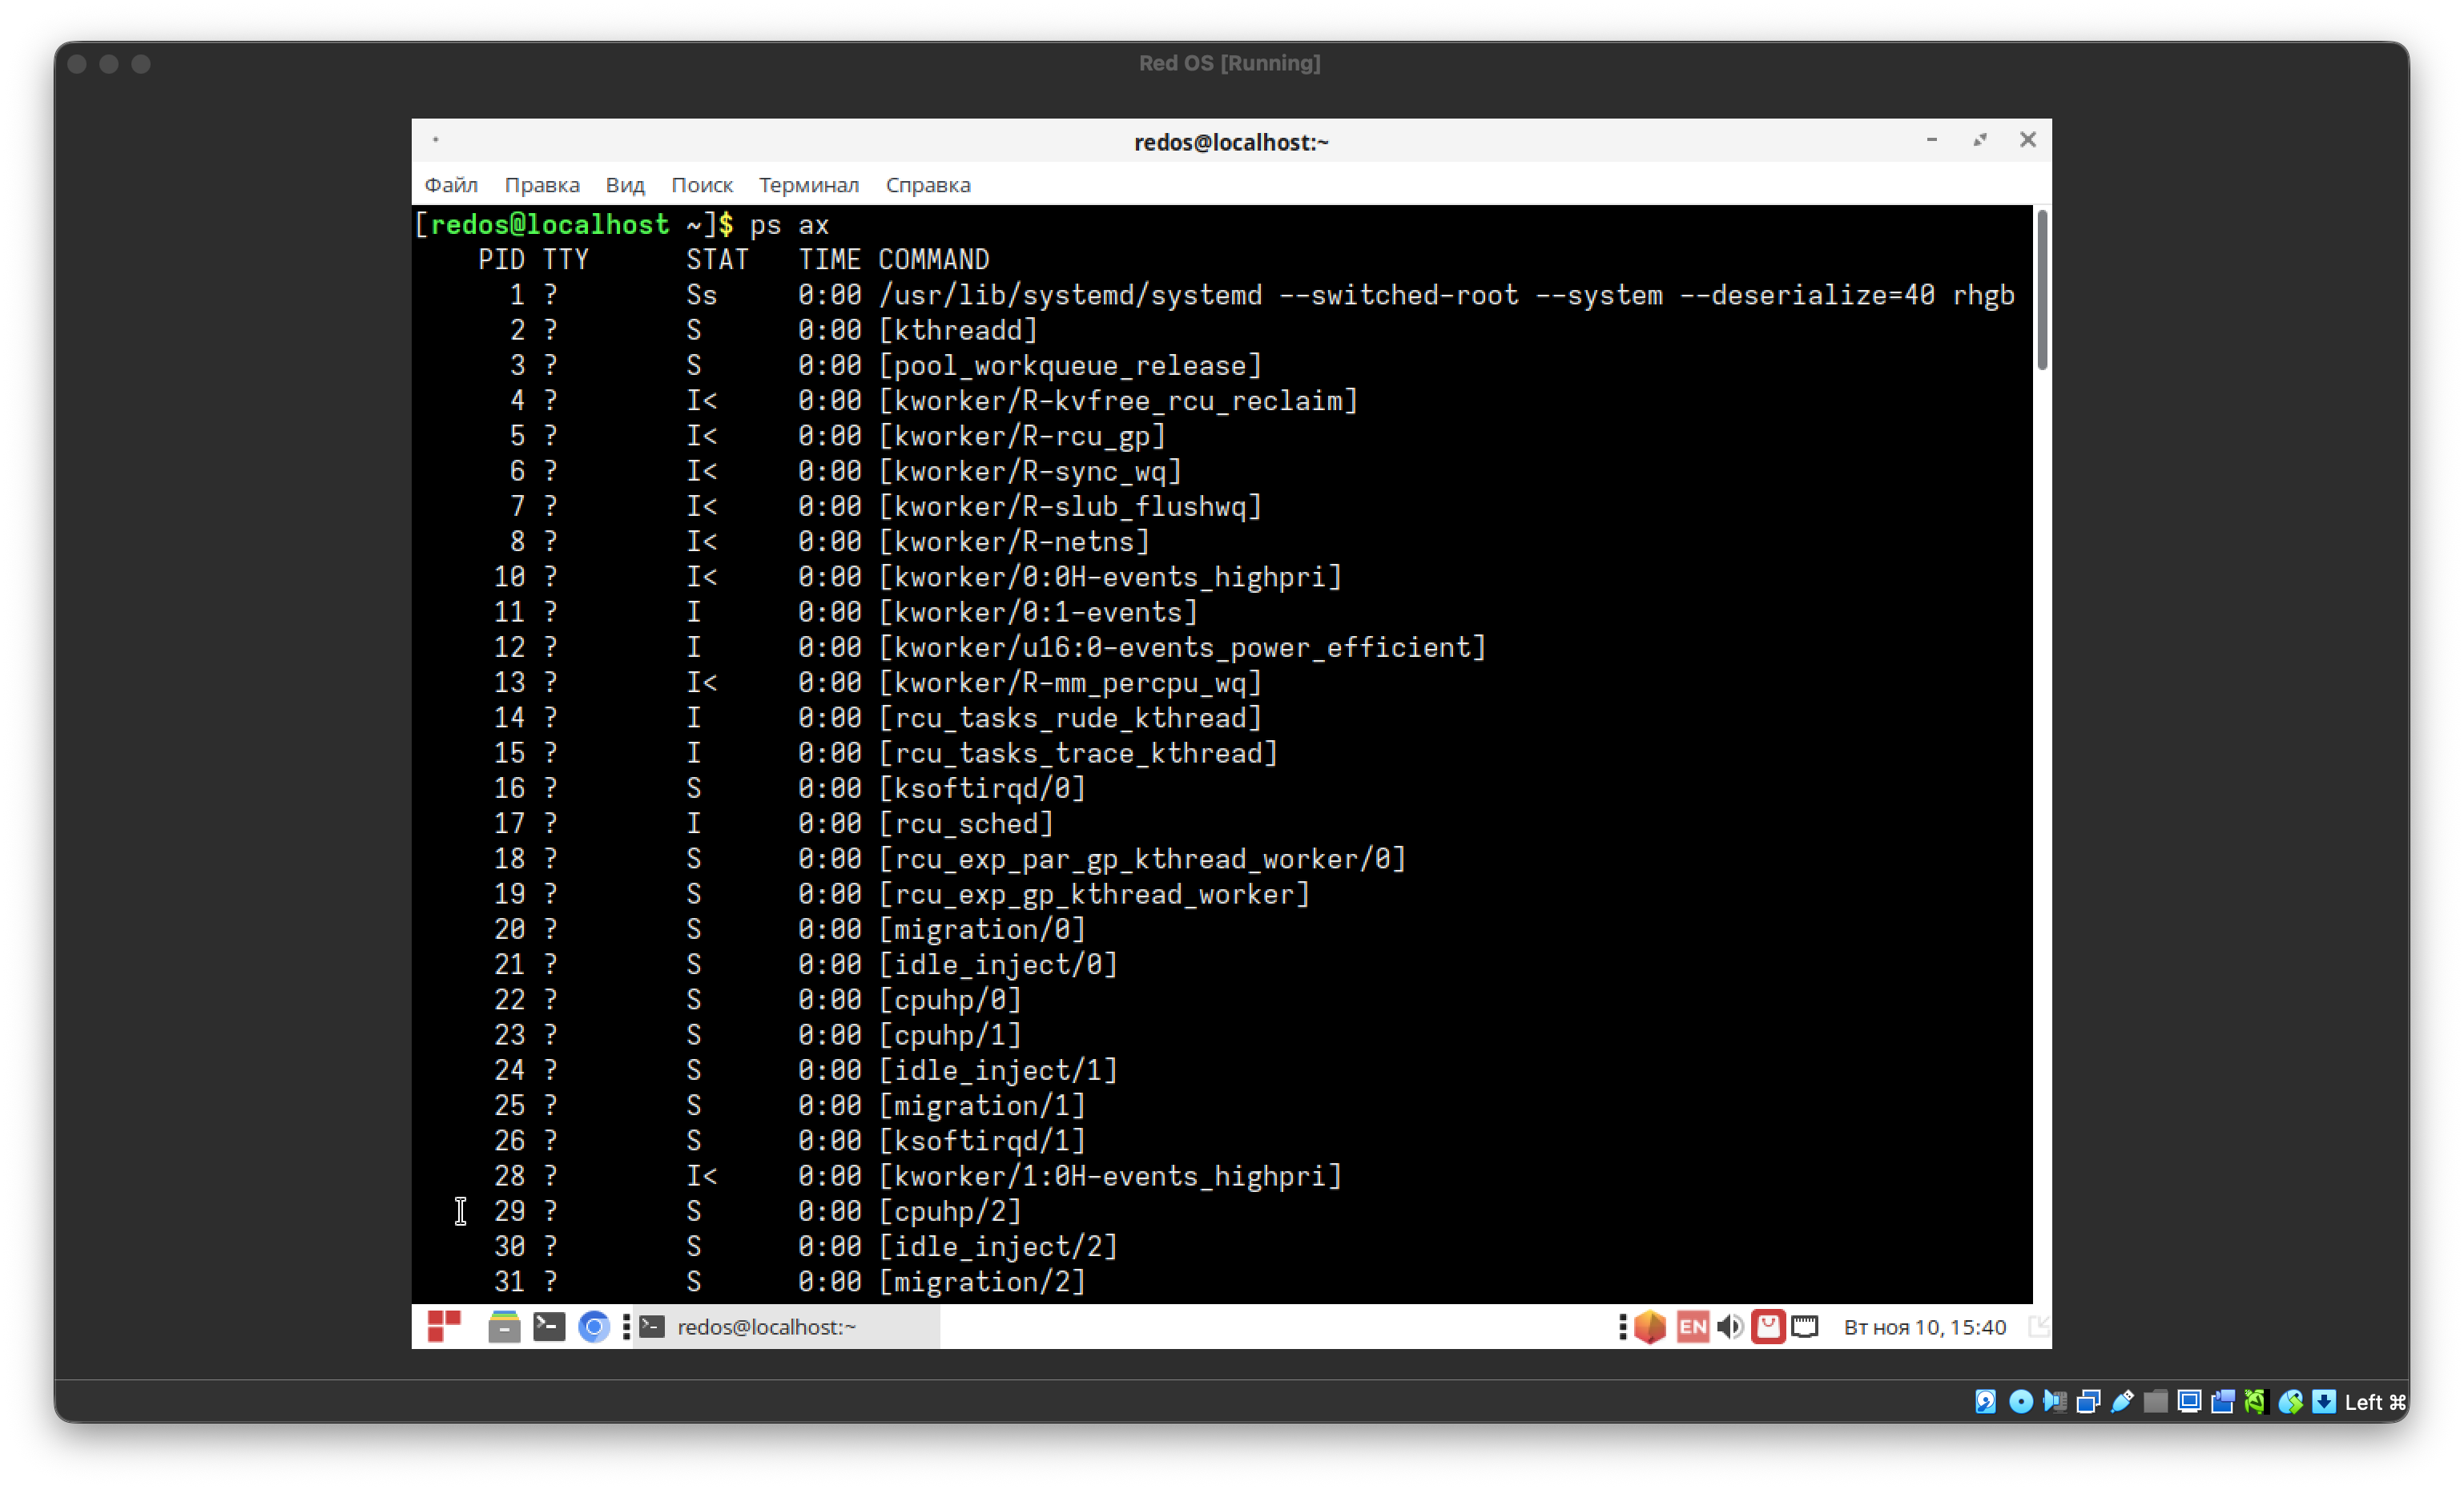 Red OS [Running]
redos@localhost:~
Файл Правка Вид Поиск Терминал Справка
[redos@localhost ~]$ ps ax
PID TTY STAT TIME COMMAND
1 ? Ss 0:00 /usr/lib/systemd/systemd --switched-root --system --deserialize=40 rhgb
2 ? S 0:00 [kthreadd]
3 ? S 0:00 [pool_workqueue_release]
4 ? I< 0:00 [kworker/R-kvfree_rcu_reclaim]
5 ? I< 0:00 [kworker/R-rcu_gp]
6 ? I< 0:00 [kworker/R-sync_wq]
7 ? I< 0:00 [kworker/R-slub_flushwq]
8 ? I< 0:00 [kworker/R-netns]
10 ? I< 0:00 [kworker/0:0H-events_highpri]
11 ? I 0:00 [kworker/0:1-events]
12 ? I 0:00 [kworker/u16:0-events_power_efficient]
13 ? I< 0:00 [kworker/R-mm_percpu_wq]
14 ? I 0:00 [rcu_tasks_rude_kthread]
15 ? I 0:00 [rcu_tasks_trace_kthread]
16 ? S 0:00 [ksoftirqd/0]
17 ? I 0:00 [rcu_sched]
18 ? S 0:00 [rcu_exp_par_gp_kthread_worker/0]
19 ? S 0:00 [rcu_exp_gp_kthread_worker]
20 ? S 0:00 [migration/0]
21 ? S 0:00 [idle_inject/0]
22 ? S 0:00 [cpuhp/0]
23 ? S 0:00 [cpuhp/1]
24 ? S 0:00 [idle_inject/1]
25 ? S 0:00 [migration/1]
26 ? S 0:00 [ksoftirqd/1]
28 ? I< 0:00 [kworker/1:0H-events_highpri]
29 ? S 0:00 [cpuhp/2]
30 ? S 0:00 [idle_inject/2]
31 ? S 0:00 [migration/2]
redos@localhost:~ EN Вт ноя 10, 15:40
Left ⌘